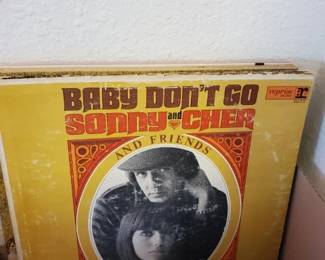 BABY DON'T GO
reprise
SONNY and CHER
AND FRIENDS